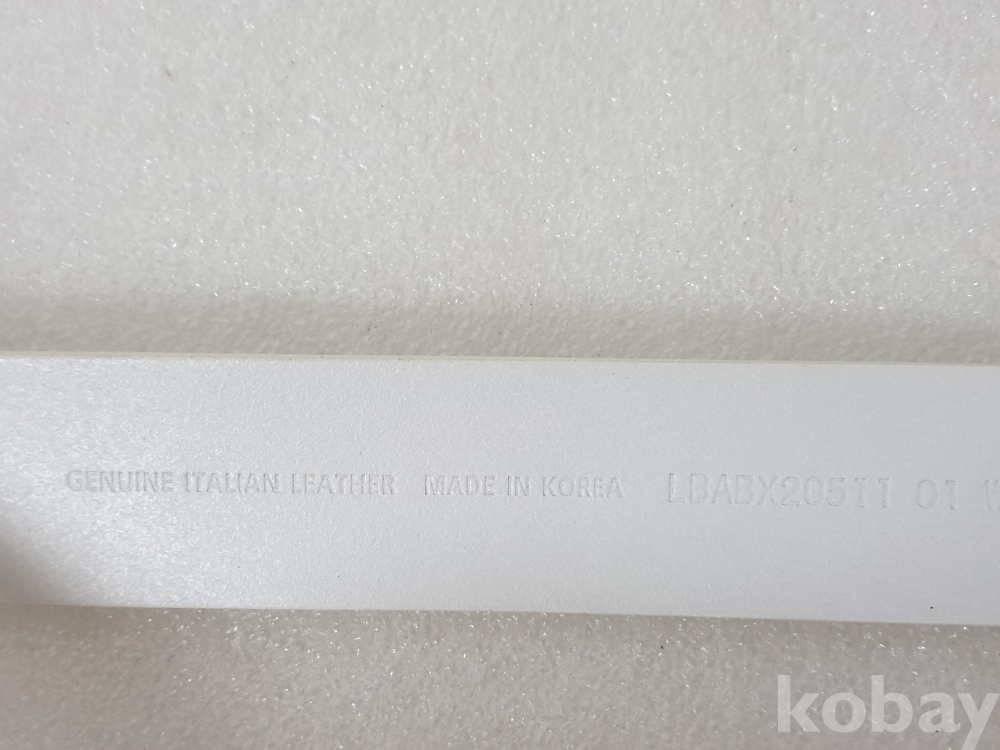 GENUINE ITALIAN LEATHER MADE IN KOREA LBABX20511 01 W
kobay